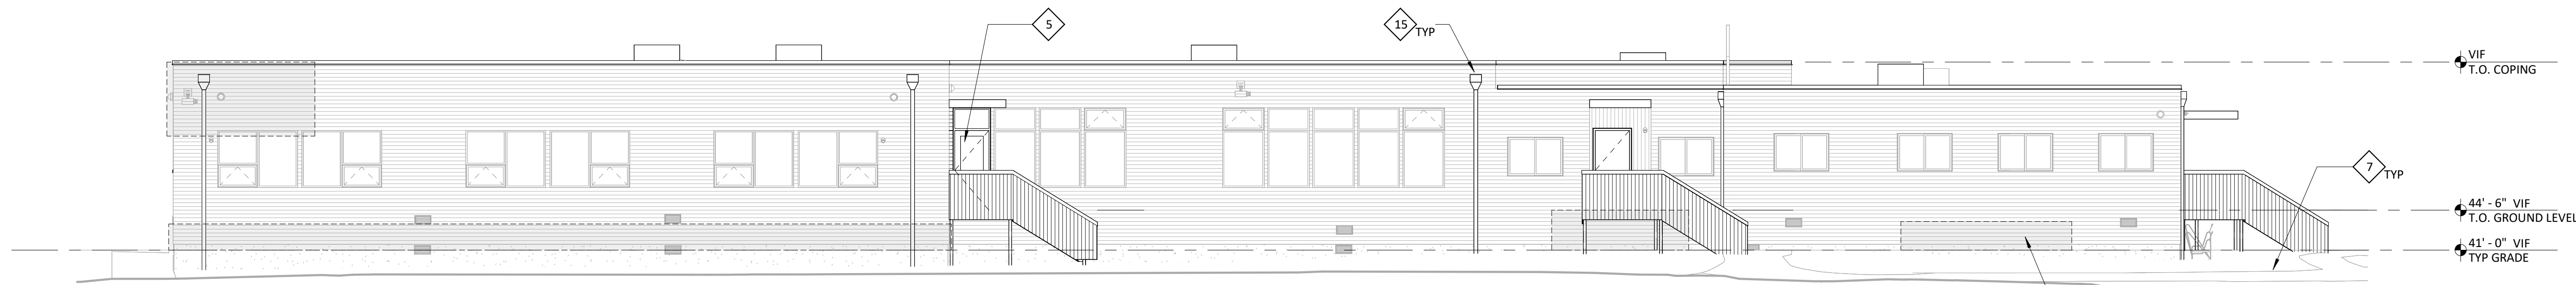 5
15
TYP
VIF
T.O. COPING
7
TYP
44' - 6" VIF
T.O. GROUND LEVEL
41' - 0" VIF
TYP GRADE